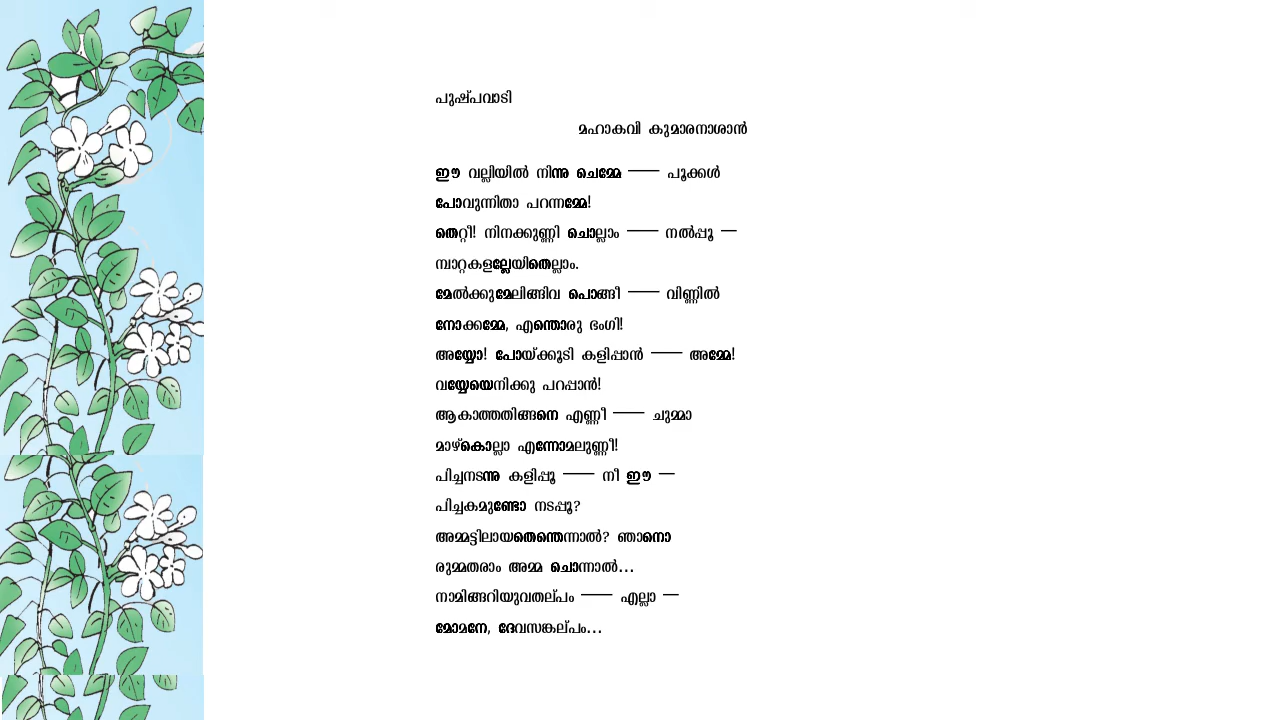 പുഷ്പവാടി
മഹാകവി കുമാരനാശാൻ
ഈ വല്ലിയിൽ നിന്നു ചെമ്മേ —— പൂക്കൾ
പോവുന്നിതാ പറന്നമ്മേ!
തെറ്റീ! നിനക്കുണ്ണി ചൊല്ലാം —— നൽപ്പൂ —
മ്പാറ്റകളല്ലേയിതെല്ലാം.
മേൽക്കുമേലിങ്ങിവ പൊങ്ങീ —— വിണ്ണിൽ
നോക്കമ്മേ, എന്തൊരു ഭംഗി!
അയ്യോ! പോയ്ക്കൂടി കളിപ്പാൻ —— അമ്മേ!
വയ്യേയെനിക്കു പറപ്പാൻ!
ആകാത്തതിങ്ങനെ എണ്ണീ —— ചുമ്മാ
മാഴ്കൊല്ലാ എന്നോമലുണ്ണീ!
പിച്ചനടന്നു കളിപ്പൂ —— നീ ഈ —
പിച്ചകമുണ്ടോ നടപ്പൂ?
അമ്മട്ടിലായതെന്തെന്നാൽ? ഞാനൊ
രുമ്മതരാം അമ്മ ചൊന്നാൽ...
നാമിങ്ങറിയുവതല്പം —— എല്ലാ —
മോമനേ, ദേവസങ്കല്പം...